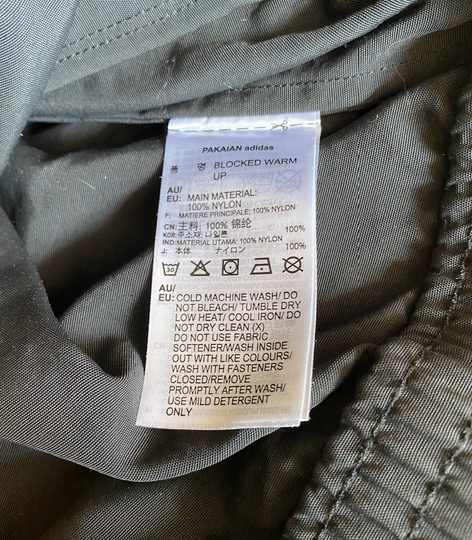 PAKAIAN adidas
품 명 BLOCKED WARM
UP
AU/
EU: MAIN MATERIAL:
100% NYLON
F: MATIERE PRINCIPALE: 100% NYLON
CN: 主料 100% 锦纶
KOR: 주소재: 나일론 100%
IND: MATERIAL UTAMA: 100% NYLON
J: 本体 ナイロン 100%
30
AU/
EU: COLD MACHINE WASH/ DO
NOT BLEACH/ TUMBLE DRY
LOW HEAT/ COOL IRON/ DO
NOT DRY CLEAN (X)
DO NOT USE FABRIC
SOFTENER/WASH INSIDE
OUT WITH LIKE COLOURS/
WASH WITH FASTENERS
CLOSED/REMOVE
PROMPTLY AFTER WASH/
USE MILD DETERGENT
ONLY